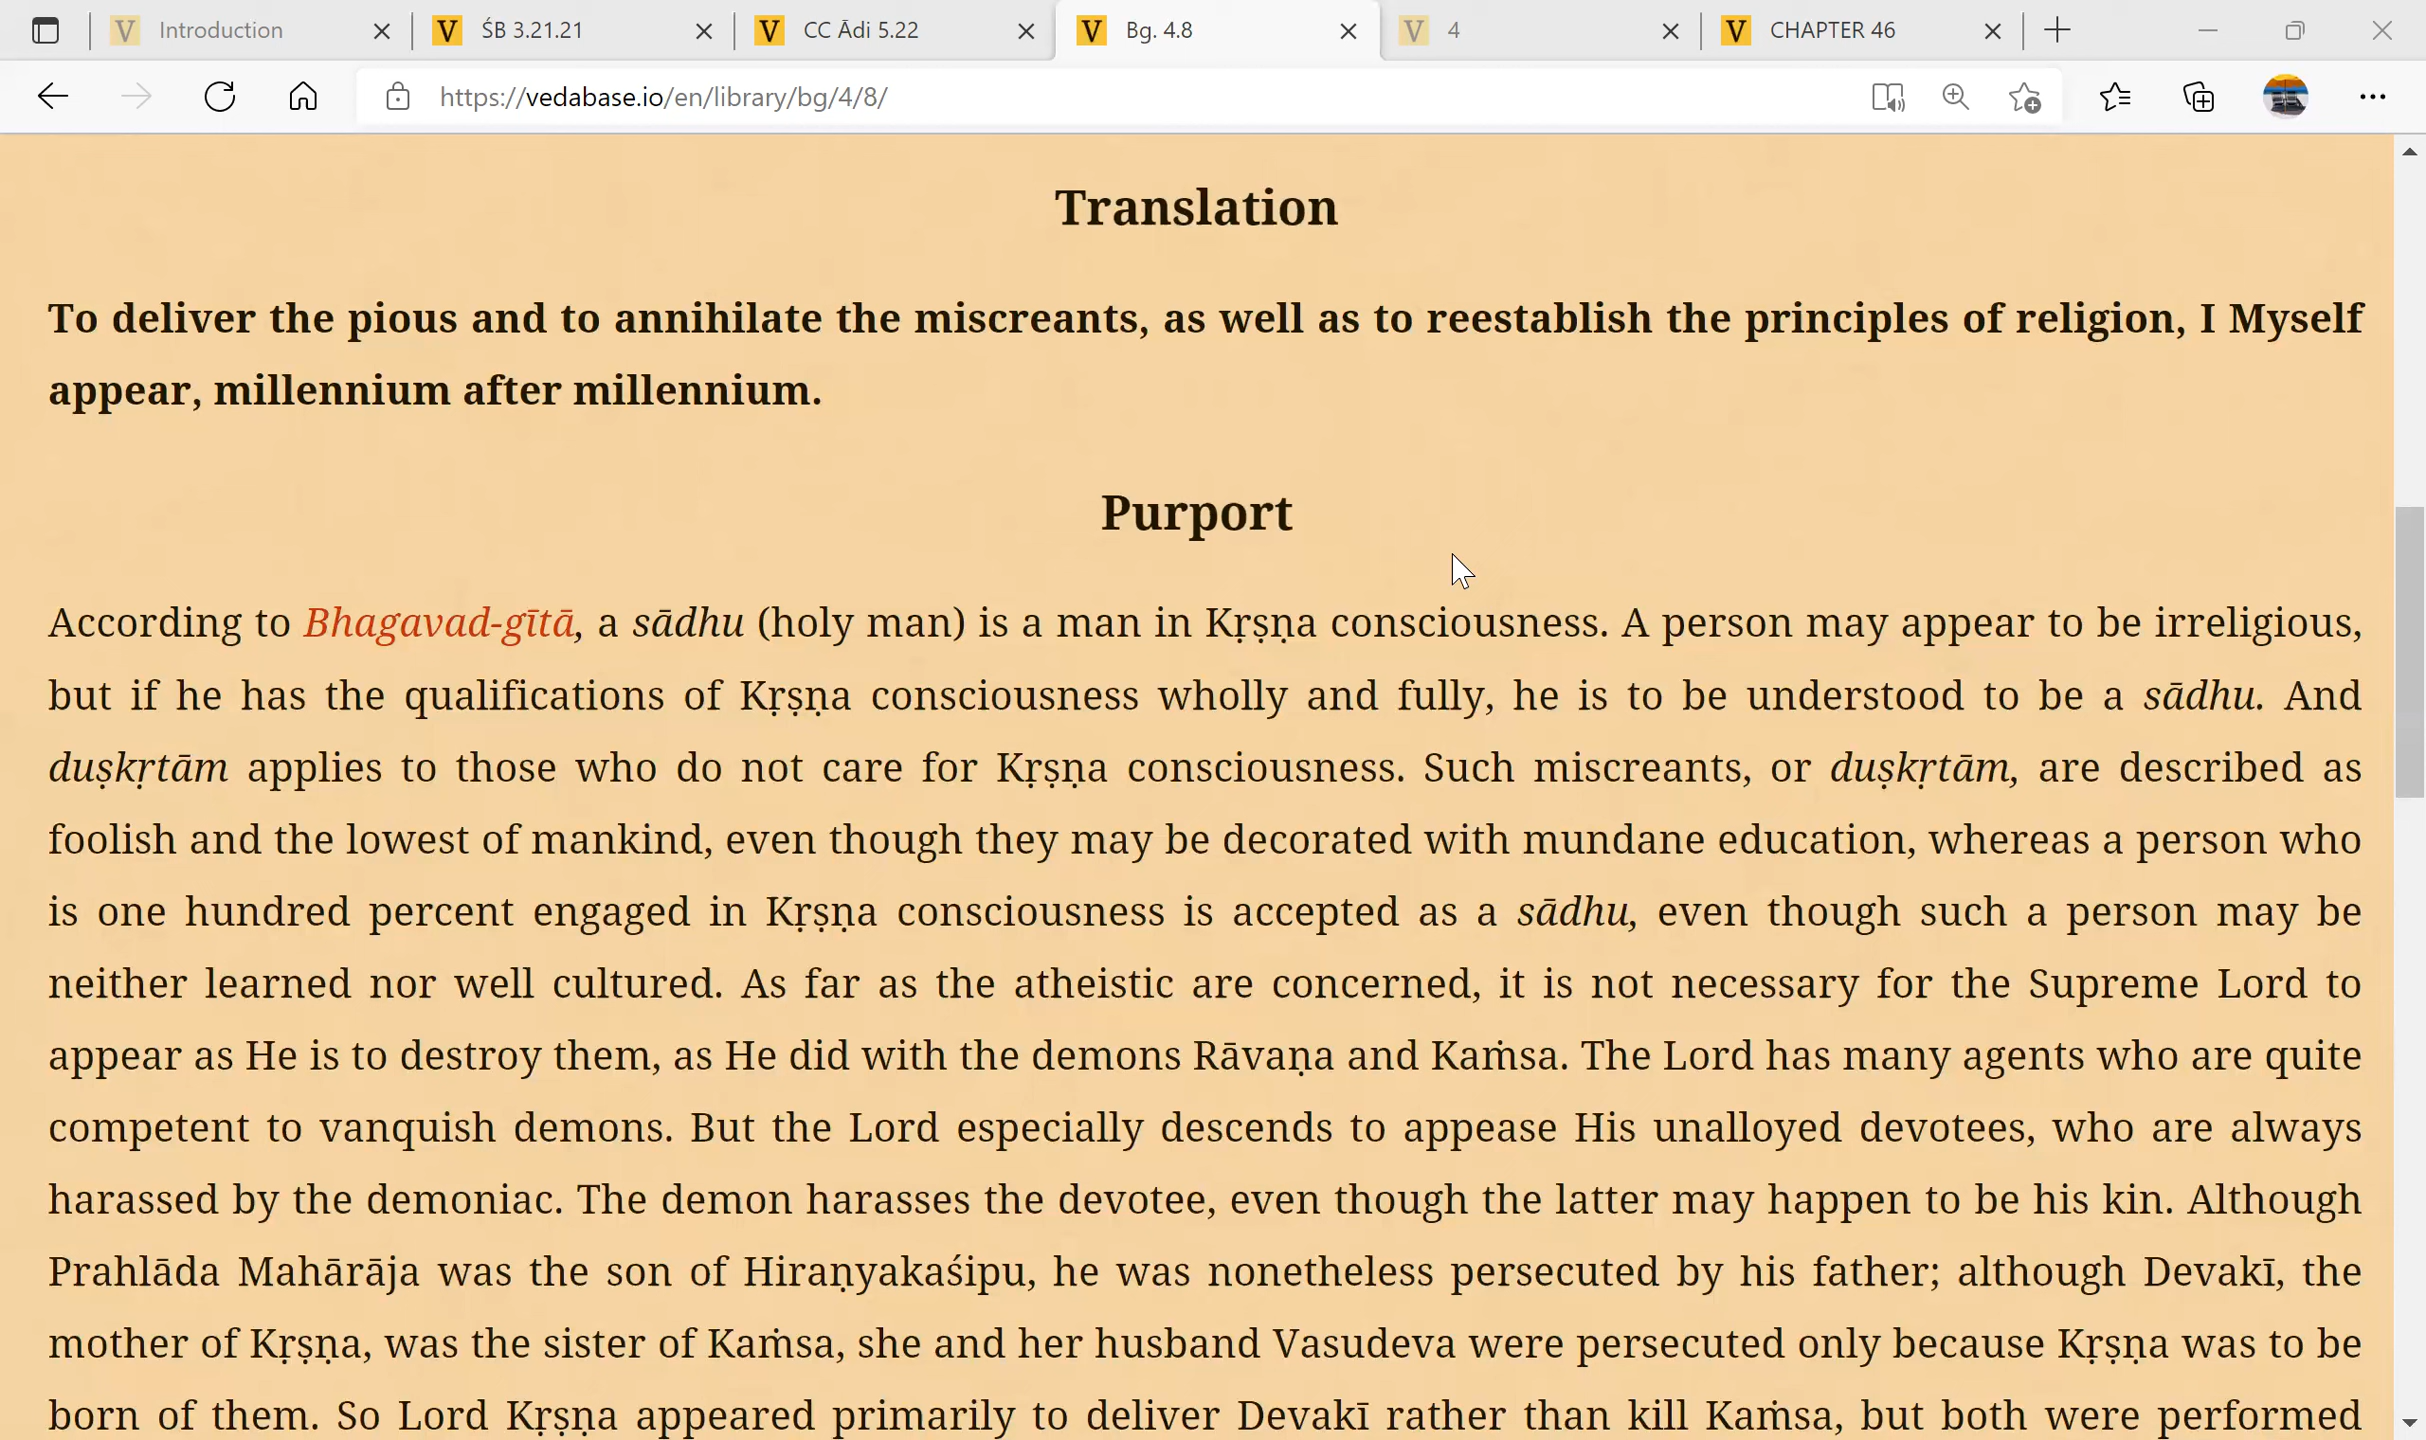 Introduction
ŚB 3.21.21
CC Ādi 5.22
Bg. 4.8
4
CHAPTER 46
https://vedabase.io/en/library/bg/4/8/
Translation
To deliver the pious and to annihilate the miscreants, as well as to reestablish the principles of religion, I Myself
appear, millennium after millennium.
Purport
According to Bhagavad-gītā, a sādhu (holy man) is a man in Kṛṣṇa consciousness. A person may appear to be irreligious,
but if he has the qualifications of Kṛṣṇa consciousness wholly and fully, he is to be understood to be a sādhu. And
duṣkṛtām applies to those who do not care for Kṛṣṇa consciousness. Such miscreants, or duṣkṛtām, are described as
foolish and the lowest of mankind, even though they may be decorated with mundane education, whereas a person who
is one hundred percent engaged in Kṛṣṇa consciousness is accepted as a sādhu, even though such a person may be
neither learned nor well cultured. As far as the atheistic are concerned, it is not necessary for the Supreme Lord to
appear as He is to destroy them, as He did with the demons Rāvaṇa and Kaṁsa. The Lord has many agents who are quite
competent to vanquish demons. But the Lord especially descends to appease His unalloyed devotees, who are always
harassed by the demoniac. The demon harasses the devotee, even though the latter may happen to be his kin. Although
Prahlāda Mahārāja was the son of Hiraṇyakaśipu, he was nonetheless persecuted by his father; although Devakī, the
mother of Kṛṣṇa, was the sister of Kaṁsa, she and her husband Vasudeva were persecuted only because Kṛṣṇa was to be
born of them. So Lord Kṛṣṇa appeared primarily to deliver Devakī rather than kill Kaṁsa, but both were performed